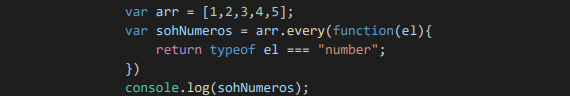 var arr = [1,2,3,4,5];
var sohNumeros = arr.every(function(el){
    return typeof el === "number";
})
console.log(sohNumeros);